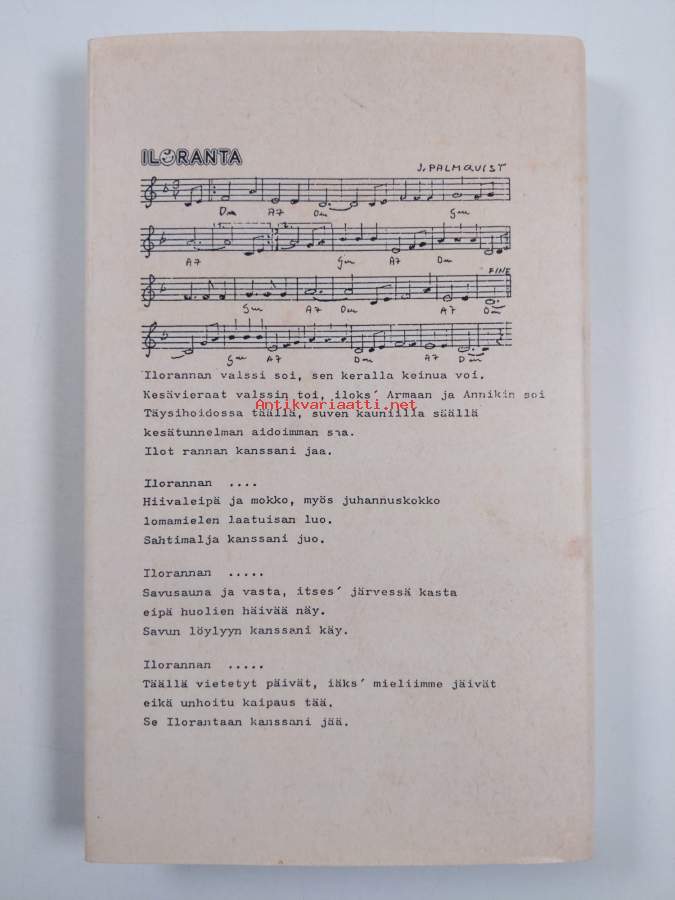 ILORANTA
J. PALMQUIST
Dm A7 Dm Gm
A7 Gm A7 Dm
FINE
Gm A7 Dm A7 Dm
Gm A7 Dm A7 Dm
Ilorannan valssi soi, sen keralla keinua voi.
Kesävieraat valssin toi, iloks´ Armaan ja Annikin soi
Antikvariaatti.net
Täysihoidossa täällä, suven kauniilla säällä
kesätunnelman aidoimman saa.
Ilot rannan kanssani jaa.
Ilorannan ....
Hiivaleipä ja mokko, myös juhannuskokko
lomamielen laatuisan luo.
Sahtimalja kanssani juo.
Ilorannan .....
Savusauna ja vasta, itses´ järvessä kasta
eipä huolien häivää näy.
Savun löylyyn kanssani käy.
Ilorannan .....
Täällä vietetyt päivät, iäks´ mieliimme jäivät
eikä unhoitu kaipaus tää.
Se Ilorantaan kanssani jää.